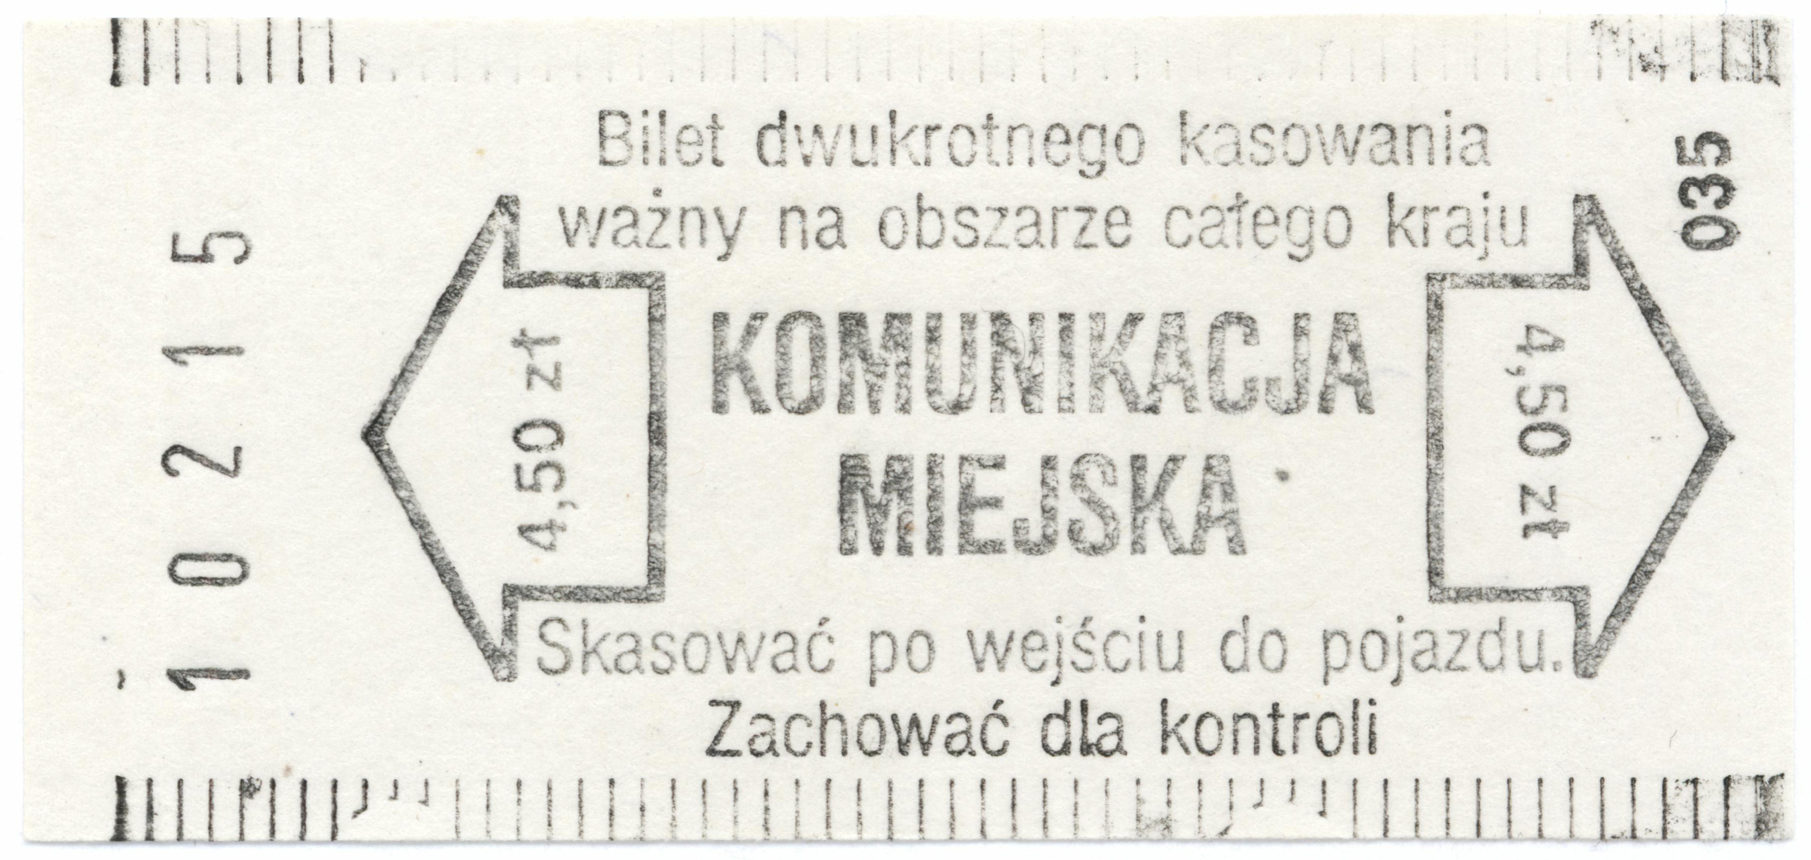 Bilet dwukrotnego kasowania
ważny na obszarze całego kraju
KOMUNIKACJA
MIEJSKA
Skasować po wejściu do pojazdu.
Zachować dla kontroli
4,50 zł
4,50 zł
10215
035